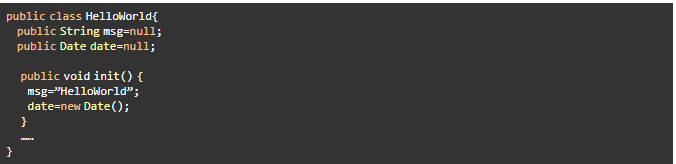 public class HelloWorld{
public String msg=null;
public Date date=null;
public void init() {
msg=”HelloWorld”;
date=new Date();
}
……
}